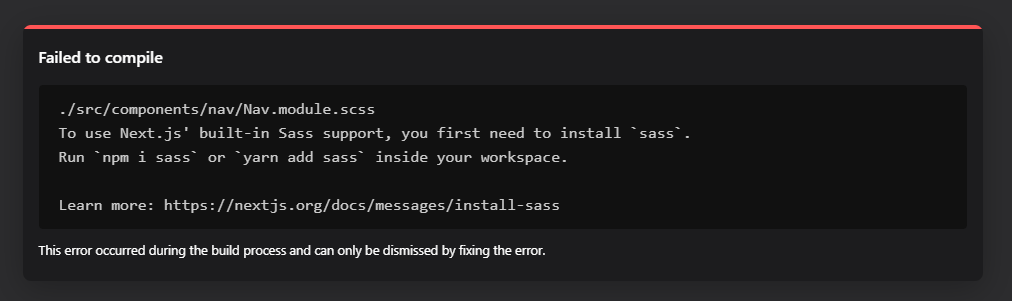 Failed to compile
./src/components/nav/Nav.module.scss
To use Next.js' built-in Sass support, you first need to install `sass`.
Run `npm i sass` or `yarn add sass` inside your workspace.
Learn more: https://nextjs.org/docs/messages/install-sass
This error occurred during the build process and can only be dismissed by fixing the error.